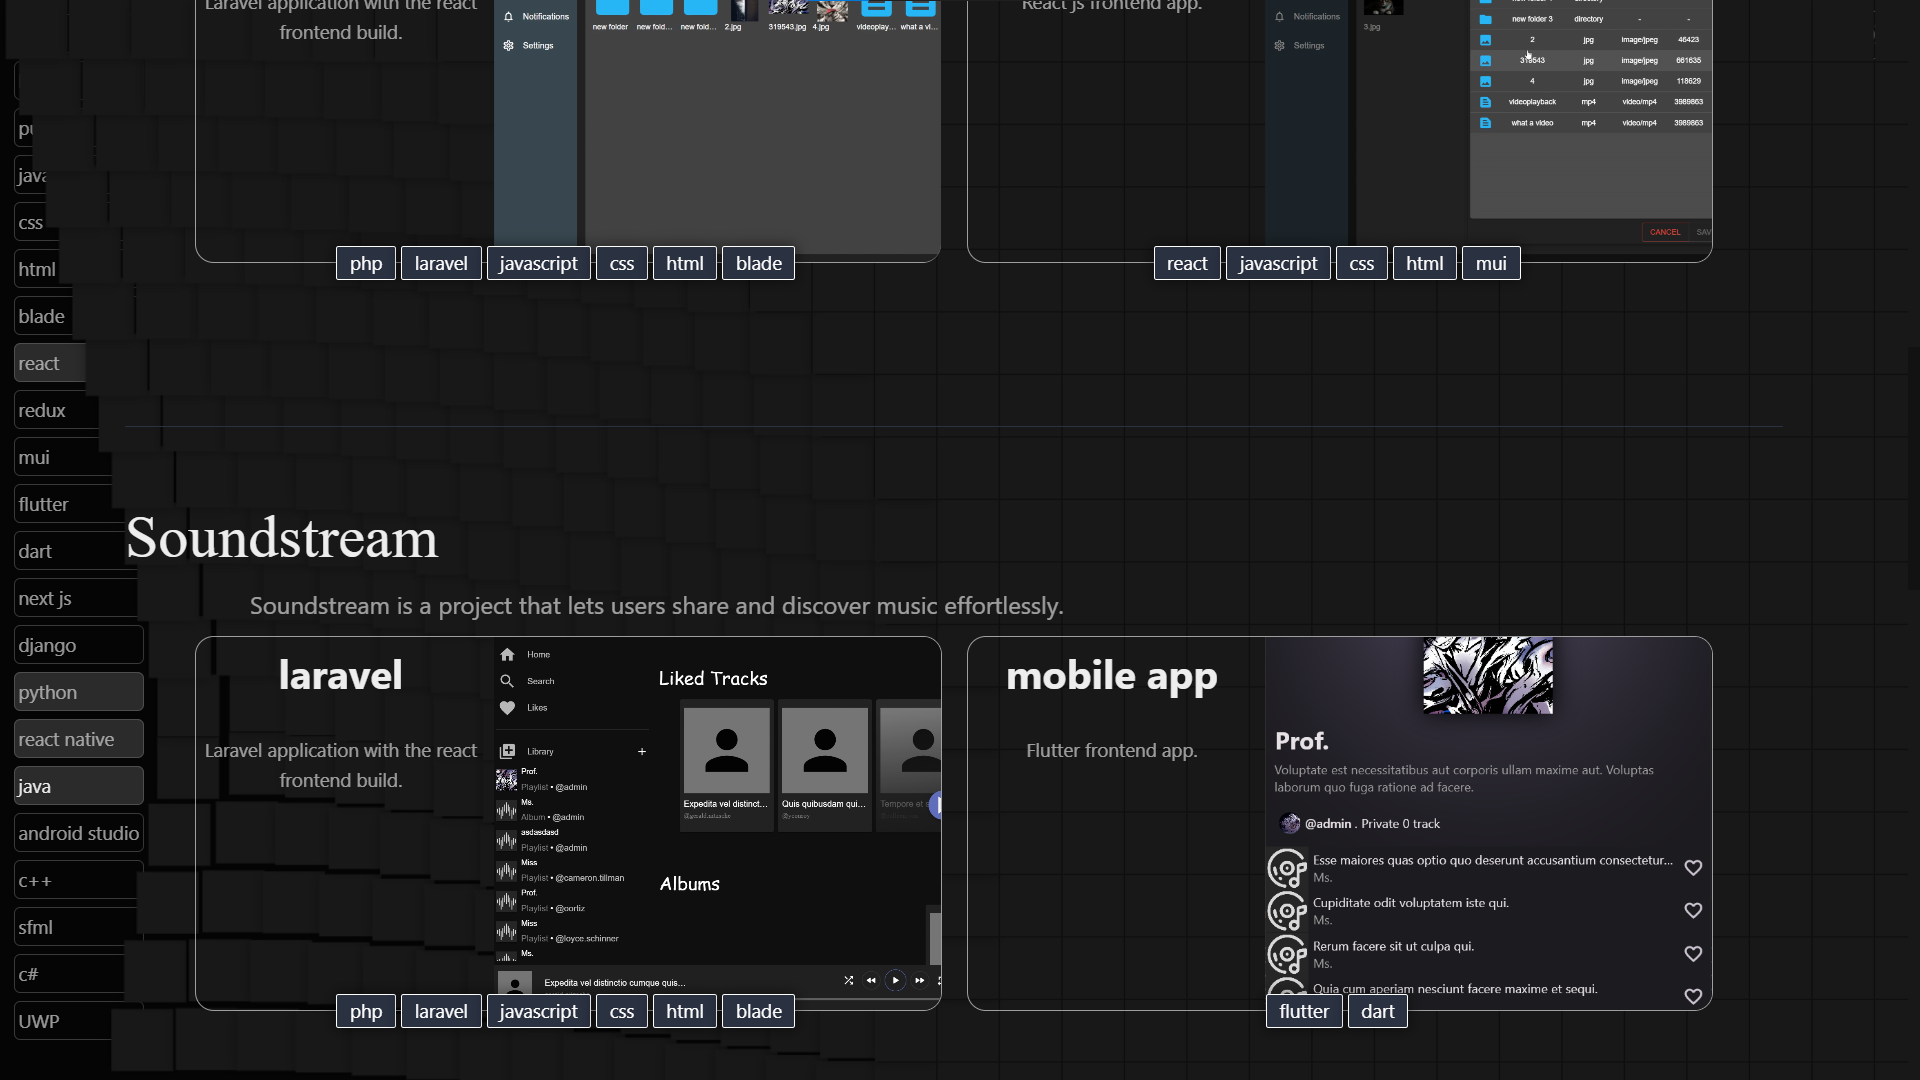 Laravel application with the react
frontend build.
Notifications
Settings
new folder
new fold...
new fold...
2.jpg
319543.jpg
4.jpg
videoplay...
what a vi...
php
laravel
javascript
css
html
blade
React js frontend app.
Notifications
Settings
3.jpg
new folder 3 directory - -
2 jpg image/jpeg 46423
319543 jpg image/jpeg 661635
4 jpg image/jpeg 118629
videoplayback mp4 video/mp4 3989863
what a video mp4 video/mp4 3989863
CANCEL
SAV
react
javascript
css
html
mui
java
css
html
blade
react
redux
mui
flutter
dart
next js
django
python
react native
java
android studio
c++
sfml
c#
UWP
Soundstream
Soundstream is a project that lets users share and discover music effortlessly.
laravel
Laravel application with the react
frontend build.
Home
Search
Likes
Library +
Prof.
Playlist • @admin
Ms.
Album • @admin
asdasdasd
Playlist • @admin
Miss
Playlist • @cameron.tillman
Prof.
Playlist • @oortiz
Miss
Playlist • @loyce.schinner
Ms.
Liked Tracks
Expedita vel distinct...
Quis quibusdam qui...
Tempore et
Albums
Expedita vel distinctio cumque quis...
php
laravel
javascript
css
html
blade
mobile app
Flutter frontend app.
Prof.
Voluptate est necessitatibus aut corporis ullam maxime aut. Voluptas
laborum quo fuga ratione ad facere.
@admin . Private 0 track
Esse maiores quas optio quo deserunt accusantium consectetur...
Ms.
Cupiditate odit voluptatem iste qui.
Ms.
Rerum facere sit ut culpa qui.
Ms.
Quia cum aperiam nesciunt facere maxime et sequi.
flutter
dart